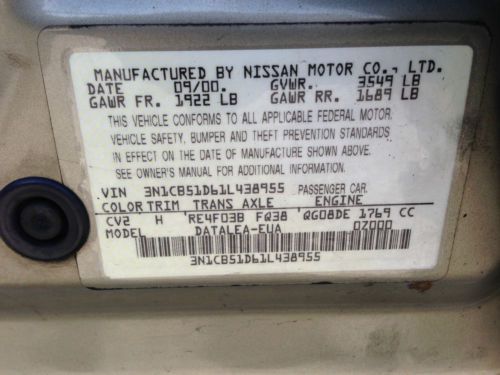 MANUFACTURED BY NISSAN MOTOR CO., LTD.
DATE 09/00. GVWR. 3549 LB
GAWR FR. 1922 LB GAWR RR. 1689 LB
THIS VEHICLE CONFORMS TO ALL APPLICABLE FEDERAL MOTOR.
VEHICLE SAFETY, BUMPER AND THEFT PREVENTION STANDARDS
IN EFFECT ON THE DATE OF MANUFACTURE SHOWN ABOVE.
SEE OWNER'S MANUAL FOR ADDITIONAL INFORMATION.
VIN 3N1CB51D61L438955 PASSENGER CAR.
COLOR TRIM TRANS AXLE ENGINE
CV2 H RE4F03B FQ38 QG08DE 1769 CC
MODEL DATALEA-EUA 0Z000
3N1CB51D61L438955